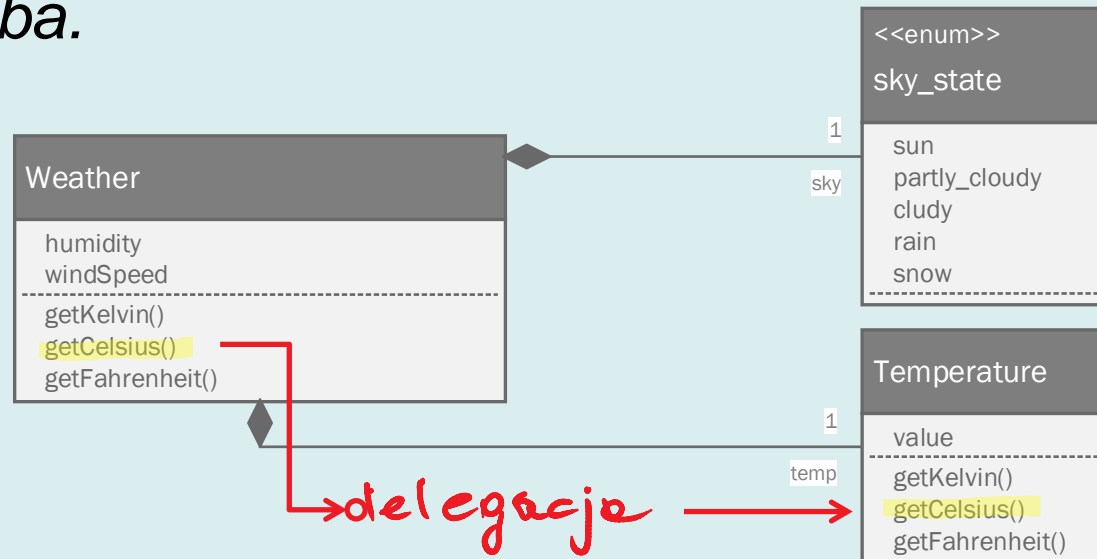 ba.
<<enum>>
sky_state
sun
partly_cloudy
cludy
rain
snow
1
sky
Weather
humidity
windSpeed
getKelvin()
getCelsius()
getFahrenheit()
Temperature
value
getKelvin()
getCelsius()
getFahrenheit()
1
temp
delegacja